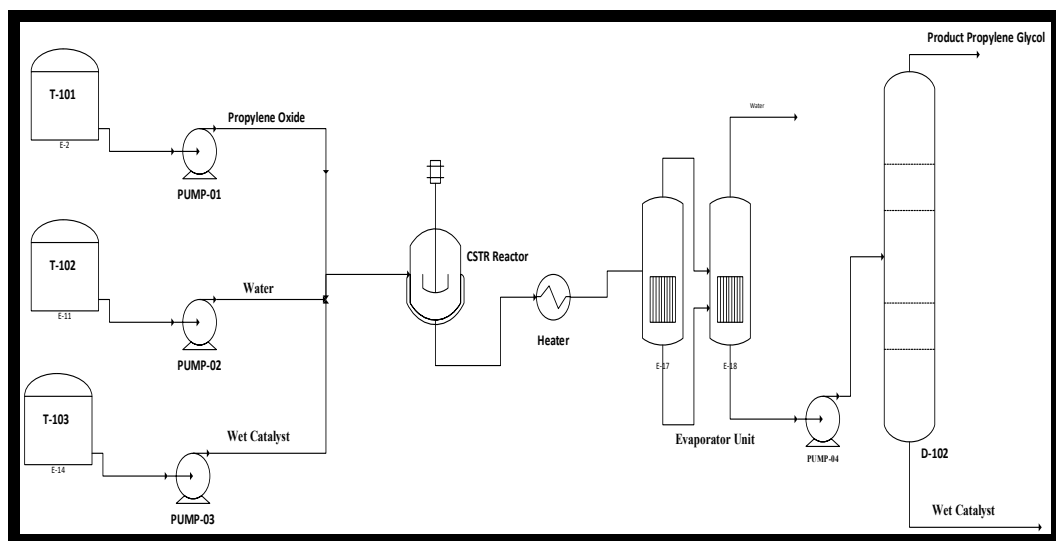 Product Propylene Glycol
T-101
E-2
Propylene Oxide
PUMP-01
Water
T-102
E-11
Water
PUMP-02
CSTR Reactor
Heater
E-17
E-18
T-103
E-14
Wet Catalyst
PUMP-03
Evaporator Unit
PUMP-04
D-102
Wet Catalyst